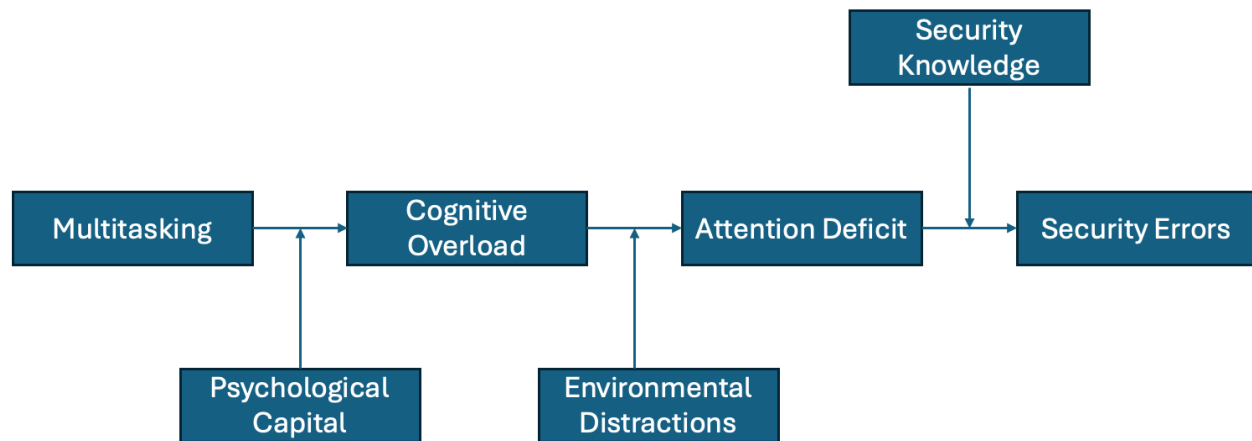 Security
Knowledge
Multitasking
Cognitive
Overload
Attention Deficit
Security Errors
Psychological
Capital
Environmental
Distractions